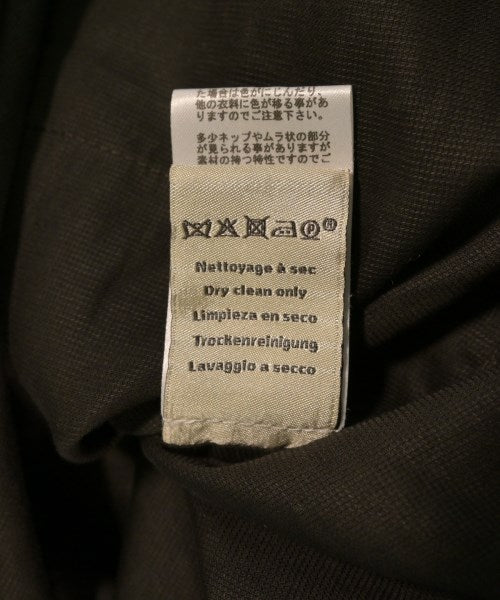 た場合は色がにじんだり、
他の衣料に色が移る事があ
りますのでご注意下さい。
多少ネップやムラ状の部分
が見られる事がありますが
素材の持つ特性ですのでご
P
Nettoyage à sec
Dry clean only
Limpieza en seco
Trockenreinigung
Lavaggio a secco